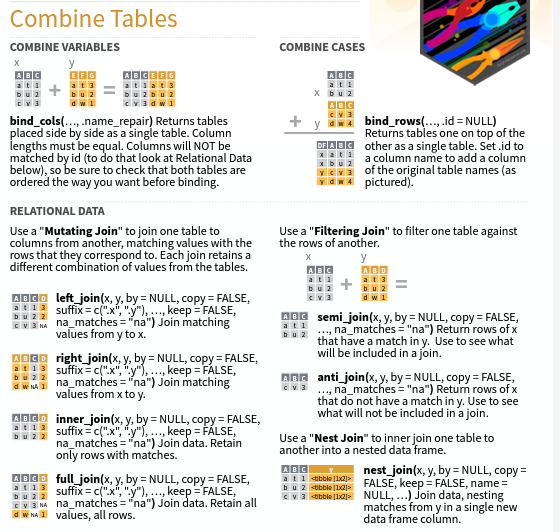 Combine Tables
COMBINE VARIABLES
x y
A B C E F G A B C E F G
a t 1 a t 3 a t 1 a t 3
b u 2 + b u 2 = b u 2 b u 2
c v 3 d w 1 c v 3 d w 1
bind_cols(…, .name_repair) Returns tables
placed side by side as a single table. Column
lengths must be equal. Columns will NOT be
matched by id (to do that look at Relational Data
below), so be sure to check that both tables are
ordered the way you want before binding.
COMBINE CASES
A B C
a t 1
x b u 2
A B C
+ c v 3
y d w 4
DF A B C
x a t 1
x b u 2
y c v 3
y d w 4
bind_rows(…, .id = NULL)
Returns tables one on top of the
other as a single table. Set .id to
a column name to add a column
of the original table names (as
pictured).
RELATIONAL DATA
Use a "Mutating Join" to join one table to
columns from another, matching values with the
rows that they correspond to. Each join retains a
different combination of values from the tables.
A B C D
a t 1 3
b u 2 2
c v 3 NA
left_join(x, y, by = NULL, copy = FALSE,
suffix = c(".x", ".y"), …, keep = FALSE,
na_matches = "na") Join matching
values from y to x.
A B C D
a t 1 3
b u 2 2
d w NA 1
right_join(x, y, by = NULL, copy = FALSE,
suffix = c(".x", ".y"), …, keep = FALSE,
na_matches = "na") Join matching
values from x to y.
A B C D
a t 1 3
b u 2 2
inner_join(x, y, by = NULL, copy = FALSE,
suffix = c(".x", ".y"), …, keep = FALSE,
na_matches = "na") Join data. Retain
only rows with matches.
A B C D
a t 1 3
b u 2 2
c v 3 NA
d w NA 1
full_join(x, y, by = NULL, copy = FALSE,
suffix = c(".x", ".y"), …, keep = FALSE,
na_matches = "na") Join data. Retain all
values, all rows.
Use a "Filtering Join" to filter one table against
the rows of another.
x y
A B C A B D
a t 1 a t 3
b u 2 + b u 2 =
c v 3 d w 1
A B C
a t 1
b u 2
semi_join(x, y, by = NULL, copy = FALSE,
…, na_matches = "na") Return rows of x
that have a match in y. Use to see what
will be included in a join.
A B C
c v 3
anti_join(x, y, by = NULL, copy = FALSE,
…, na_matches = "na") Return rows of x
that do not have a match in y. Use to see
what will not be included in a join.
Use a "Nest Join" to inner join one table to
another into a nested data frame.
A B C y
a t 1 <tibble [1x2]>
b u 2 <tibble [1x2]>
c v 3 <tibble [1x2]>
nest_join(x, y, by = NULL, copy =
FALSE, keep = FALSE, name =
NULL, …) Join data, nesting
matches from y in a single new
data frame column.